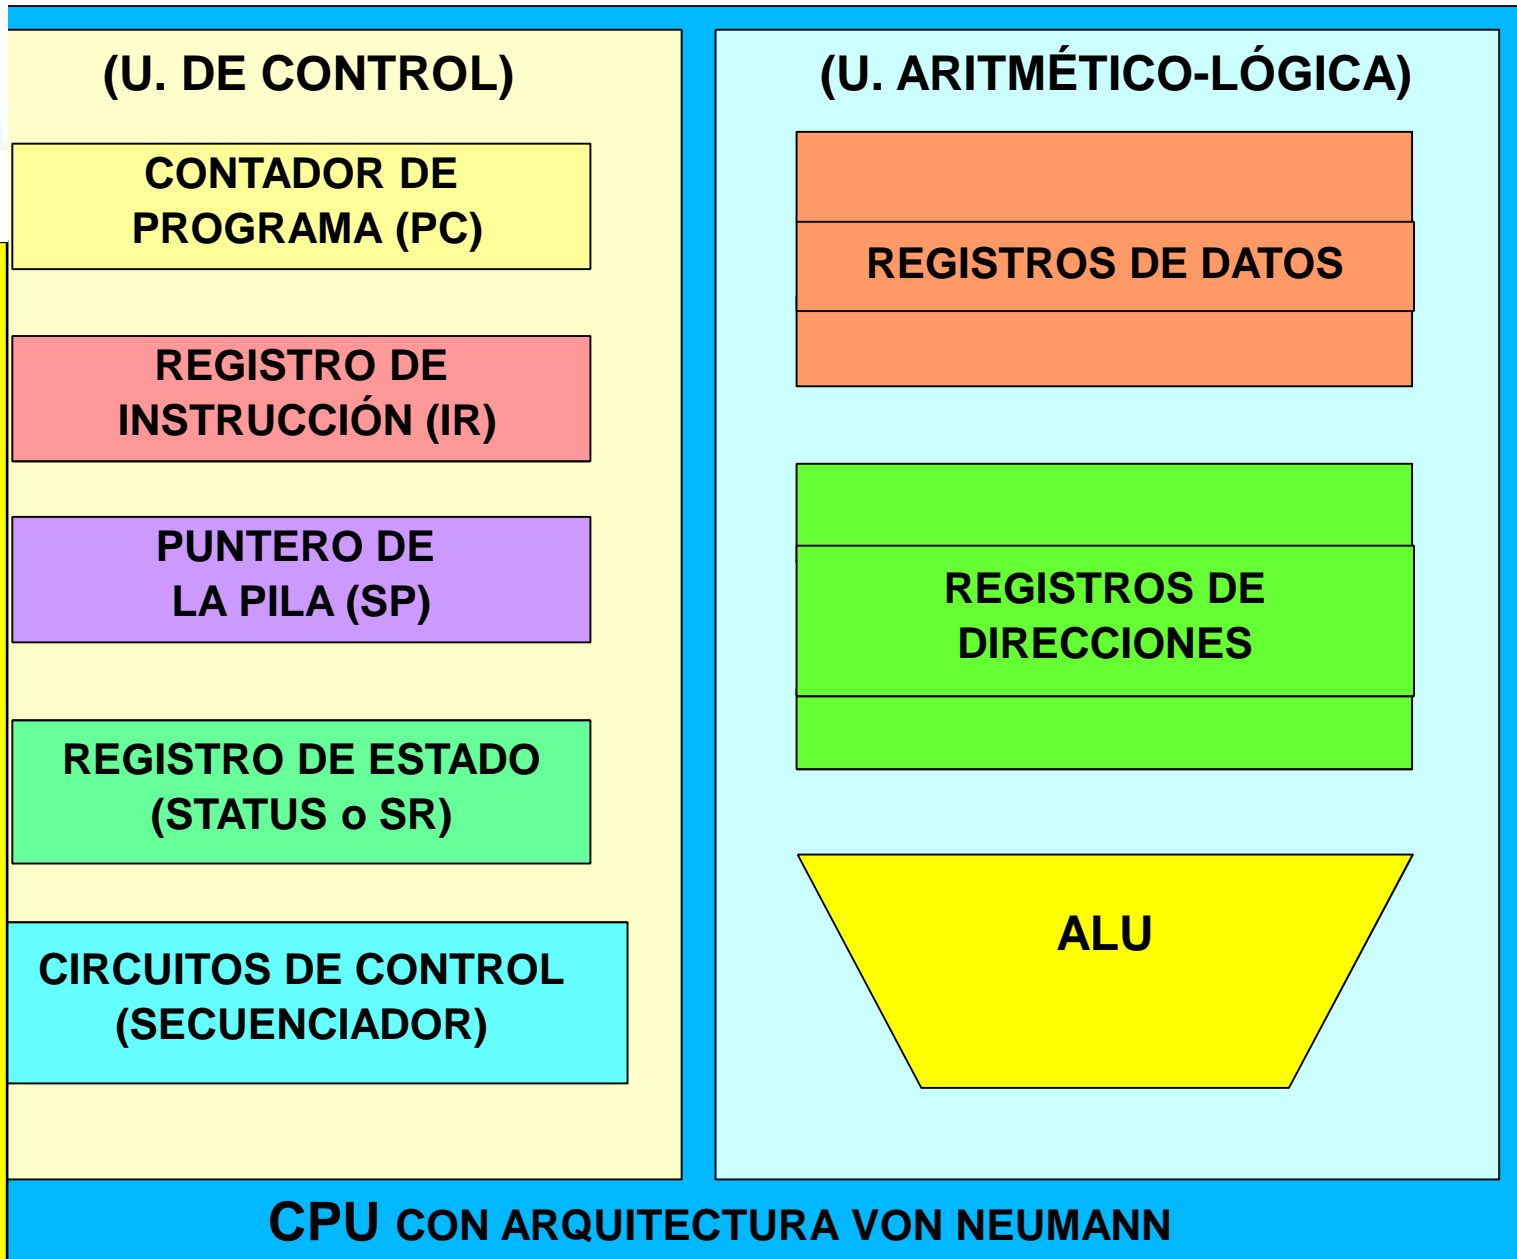 (U. DE CONTROL)
CONTADOR DE
PROGRAMA (PC)
REGISTRO DE
INSTRUCCIÓN (IR)
PUNTERO DE
LA PILA (SP)
REGISTRO DE ESTADO
(STATUS o SR)
CIRCUITOS DE CONTROL
(SECUENCIADOR)
(U. ARITMÉTICO-LÓGICA)
REGISTROS DE DATOS
REGISTROS DE
DIRECCIONES
ALU
CPU CON ARQUITECTURA VON NEUMANN